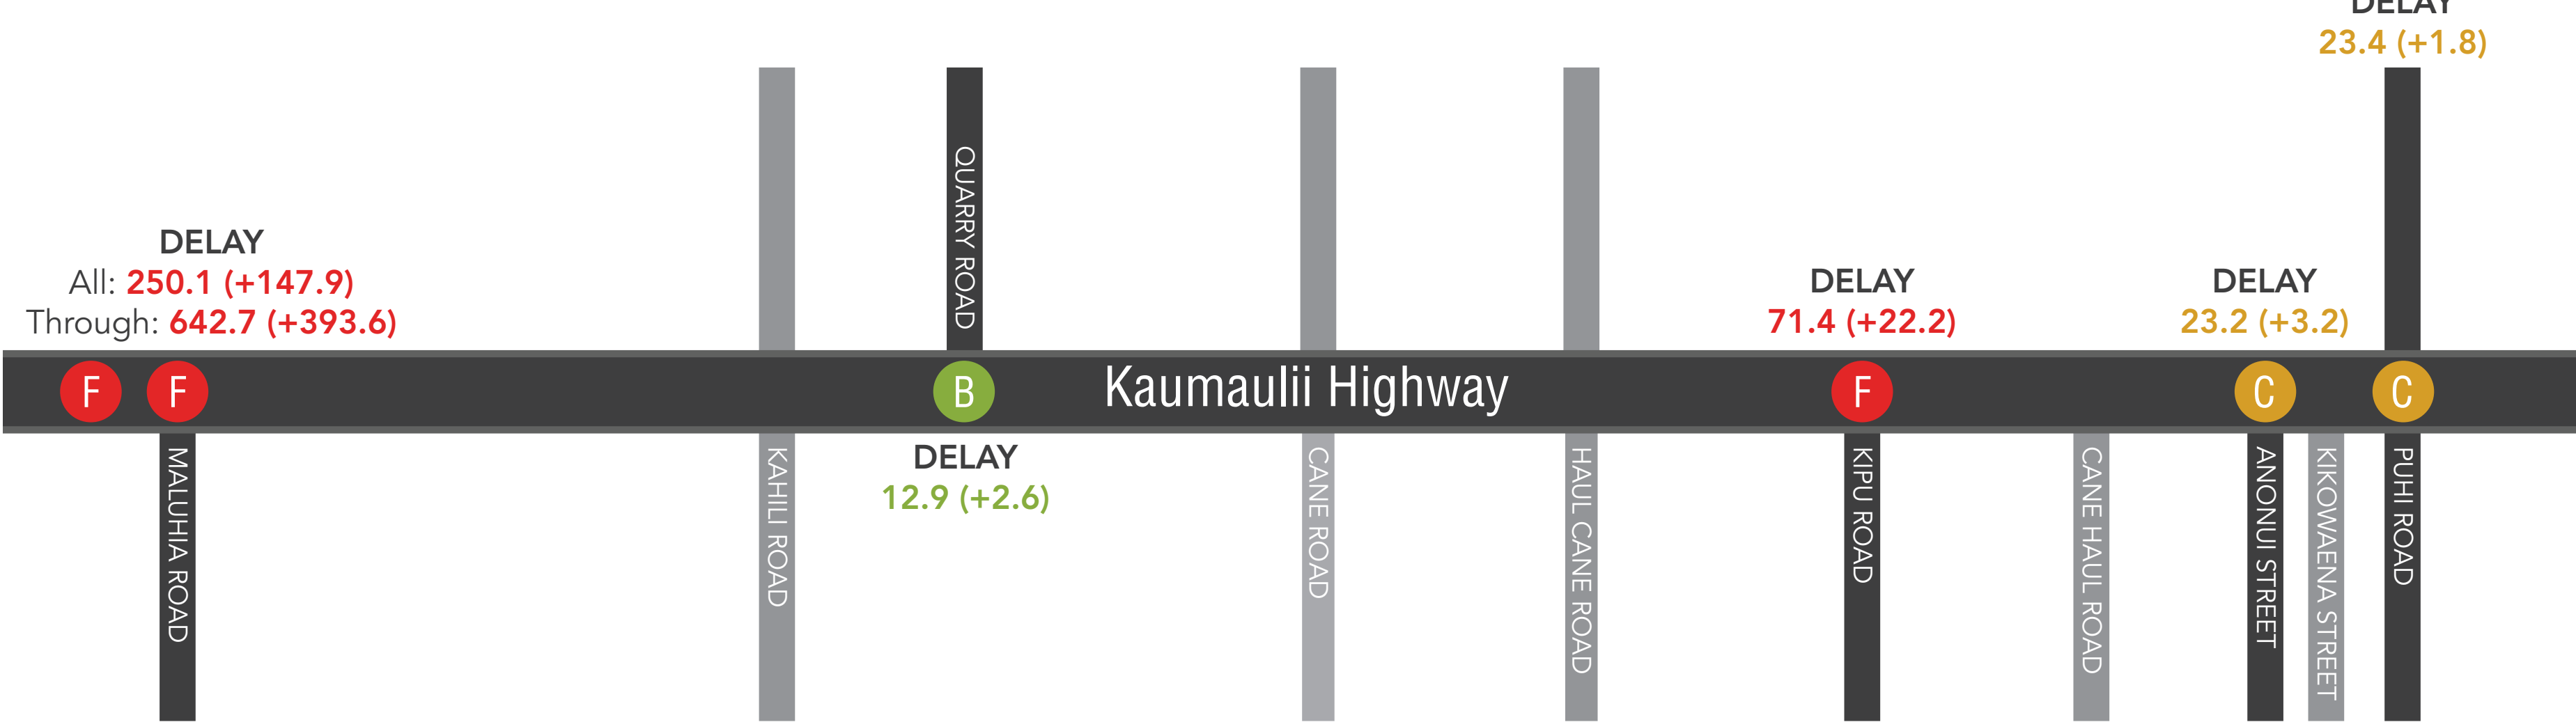 DELAY
23.4 (+1.8)
QUARRY ROAD
DELAY
All: 250.1 (+147.9)
Through: 642.7 (+393.6)
DELAY
71.4 (+22.2)
DELAY
23.2 (+3.2)
F
F
B
Kaumaulii Highway
F
C
C
MALUHIA ROAD
KAHILI ROAD
DELAY
12.9 (+2.6)
CANE ROAD
HAUL CANE ROAD
KIPU ROAD
CANE HAUL ROAD
ANONUI STREET
KIKOWAENA STREET
PUHI ROAD